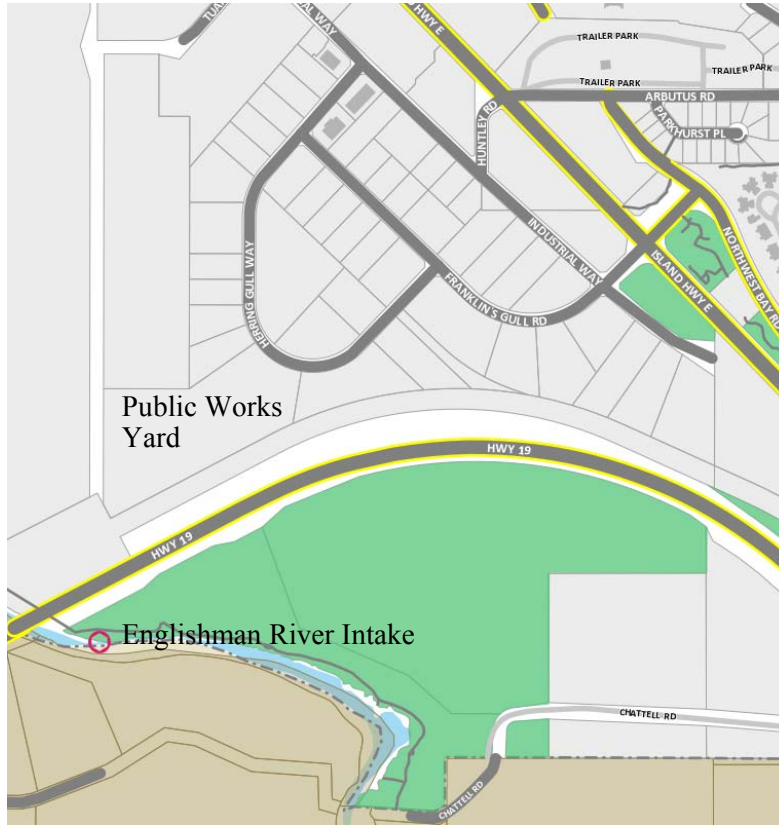 WAY
HWY E
TRAILER PARK
TRAILER PARK
TRAILER PARK
ARBUTUS RD
PARKHURST PL
HUNTLEY RD
INDUSTRIAL WAY
ISLAND HWY E
NORTHWEST BAY RD
HERRING GULL WAY
FRANKLIN'S GULL RD
Public Works
Yard
HWY 19
HWY 19
Englishman River Intake
CHATTELL RD
CHATTELL RD